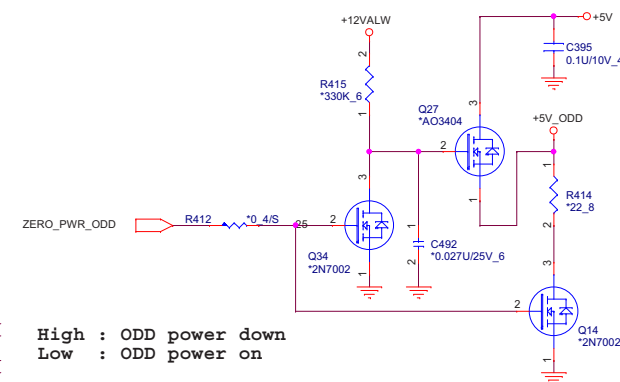 +12VALW
+5V
2
C395
0.1U/10V_4
R415
*330K_6
1
Q27
*AO3404
3
+5V_ODD
2
1
3
1
R414
*22_8
ZERO_PWR_ODD
R412
*0_4/S
25
2
1
2
Q34
*2N7002
1
C492
*0.027U/25V_6
2
3
2
Q14
*2N7002
1
High : ODD power down
Low : ODD power on